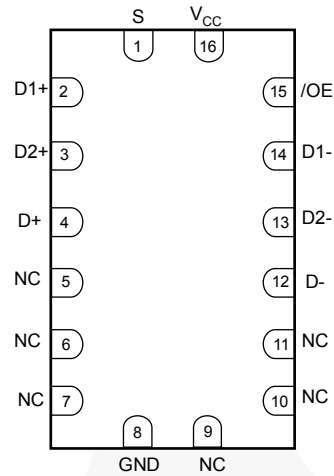 S V_CC
1 16
D1+ 2 15 /OE
D2+ 3 14 D1-
D+ 4 13 D2-
NC 5 12 D-
NC 6 11 NC
NC 7 10 NC
8 9
GND NC